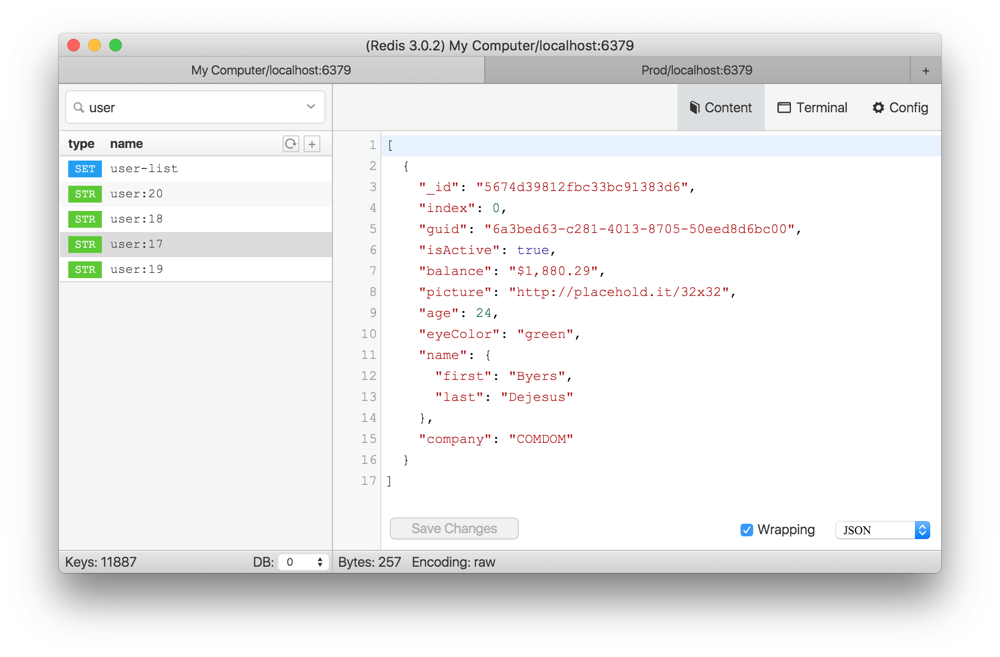 (Redis 3.0.2) My Computer/localhost:6379
My Computer/localhost:6379
Prod/localhost:6379
+
user
Content
Terminal
Config
type name
+
SET user-list
STR user:20
STR user:18
STR user:17
STR user:19
1 [
2 {
3 "_id": "5674d39812fbc33bc91383d6",
4 "index": 0,
5 "guid": "6a3bed63-c281-4013-8705-50eed8d6bc00",
6 "isActive": true,
7 "balance": "$1,880.29",
8 "picture": "http://placehold.it/32x32",
9 "age": 24,
10 "eyeColor": "green",
11 "name": {
12 "first": "Byers",
13 "last": "Dejesus"
14 },
15 "company": "COMDOM"
16 }
17 ]
Save Changes
Wrapping
JSON
Keys: 11887
DB: 0
Bytes: 257 Encoding: raw